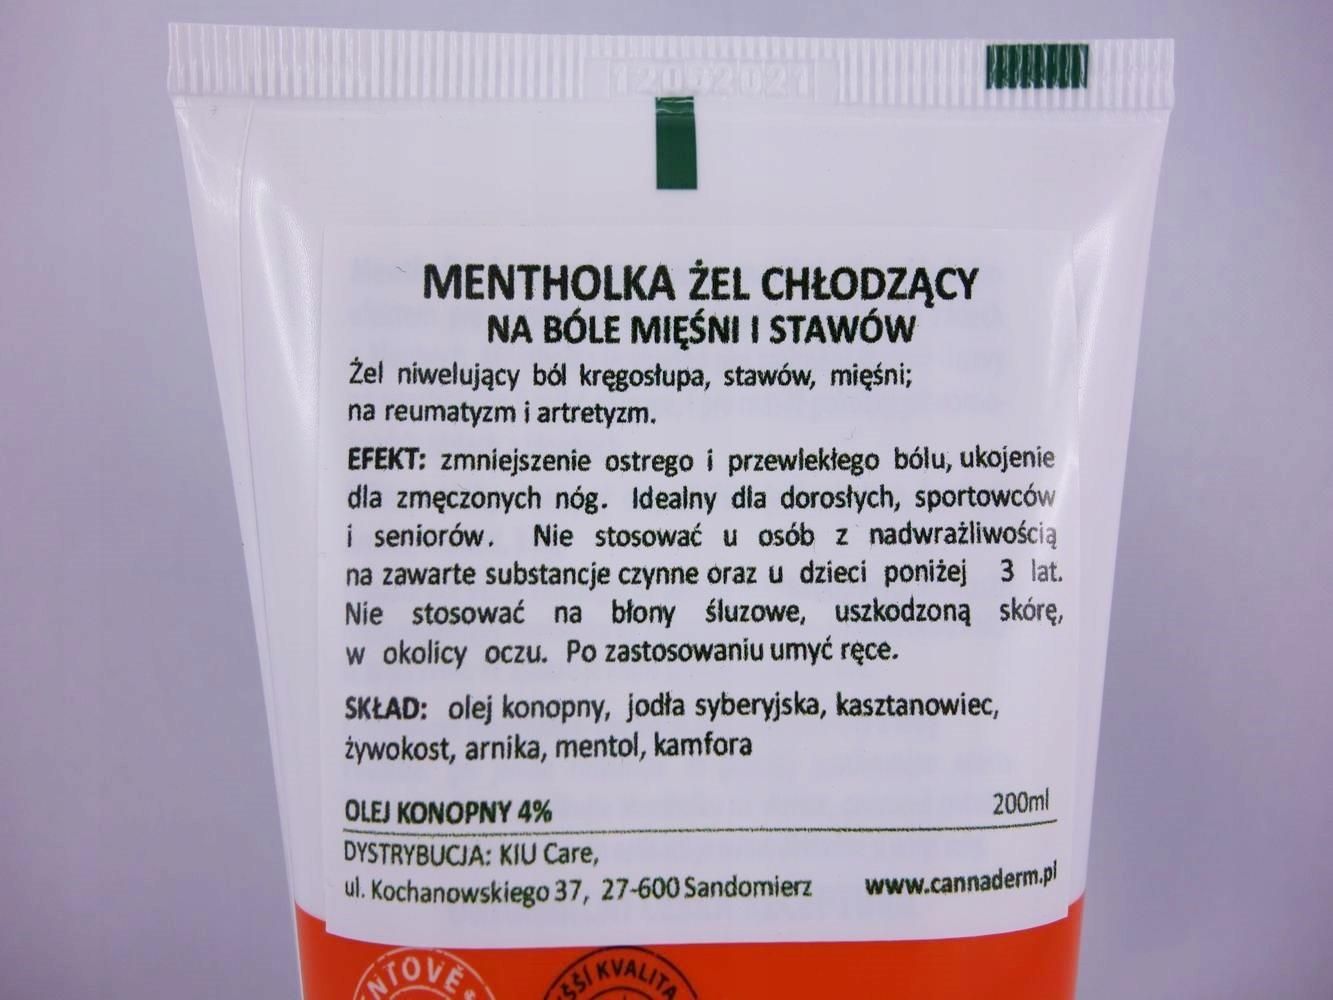 12052021
MENTHOLKA ŻEL CHŁODZĄCY
NA BÓLE MIĘŚNI I STAWÓW
Żel niwelujący ból kręgosłupa, stawów, mięśni;
na reumatyzm i artretyzm.
EFEKT: zmniejszenie ostrego i przewlekłego bólu, ukojenie
dla zmęczonych nóg. Idealny dla dorosłych, sportowców
i seniorów. Nie stosować u osób z nadwrażliwością
na zawarte substancje czynne oraz u dzieci poniżej 3 lat.
Nie stosować na błony śluzowe, uszkodzoną skórę,
w okolicy oczu. Po zastosowaniu umyć ręce.
SKŁAD: olej konopny, jodła syberyjska, kasztanowiec,
żywokost, arnika, mentol, kamfora
OLEJ KONOPNY 4% 200ml
DYSTRYBUCJA: KIU Care,
ul. Kochanowskiego 37, 27-600 Sandomierz www.cannaderm.pl
KVALITA